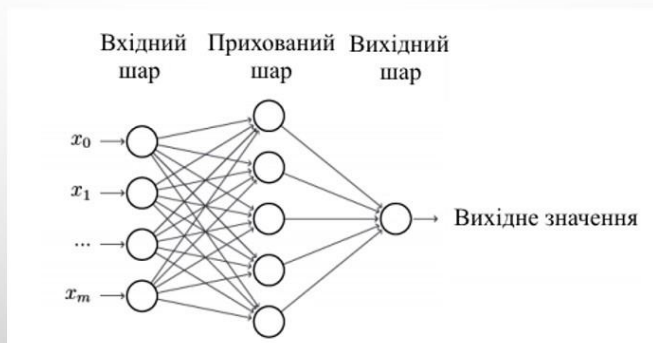 Вхідний шар
Прихований шар
Вихідний шар
x₀
x₁
...
xₘ
Вихідне значення